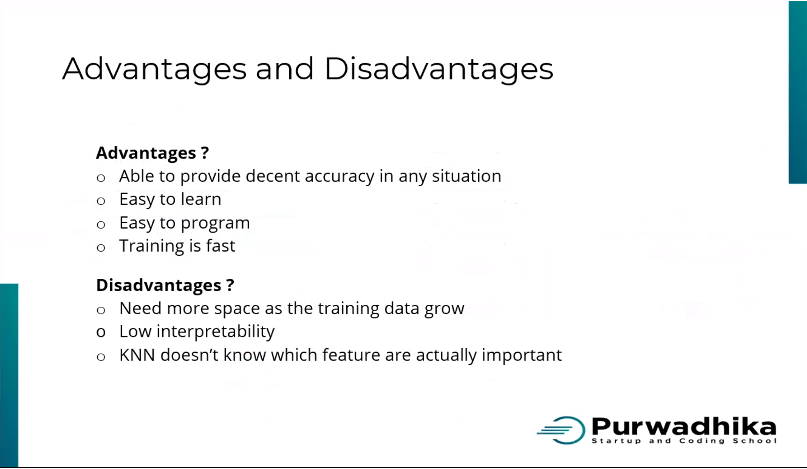 Advantages and Disadvantages
Advantages ?
o Able to provide decent accuracy in any situation
o Easy to learn
o Easy to program
o Training is fast
Disadvantages ?
o Need more space as the training data grow
o Low interpretability
o KNN doesn't know which feature are actually important
Purwadhika
Startup and Coding School